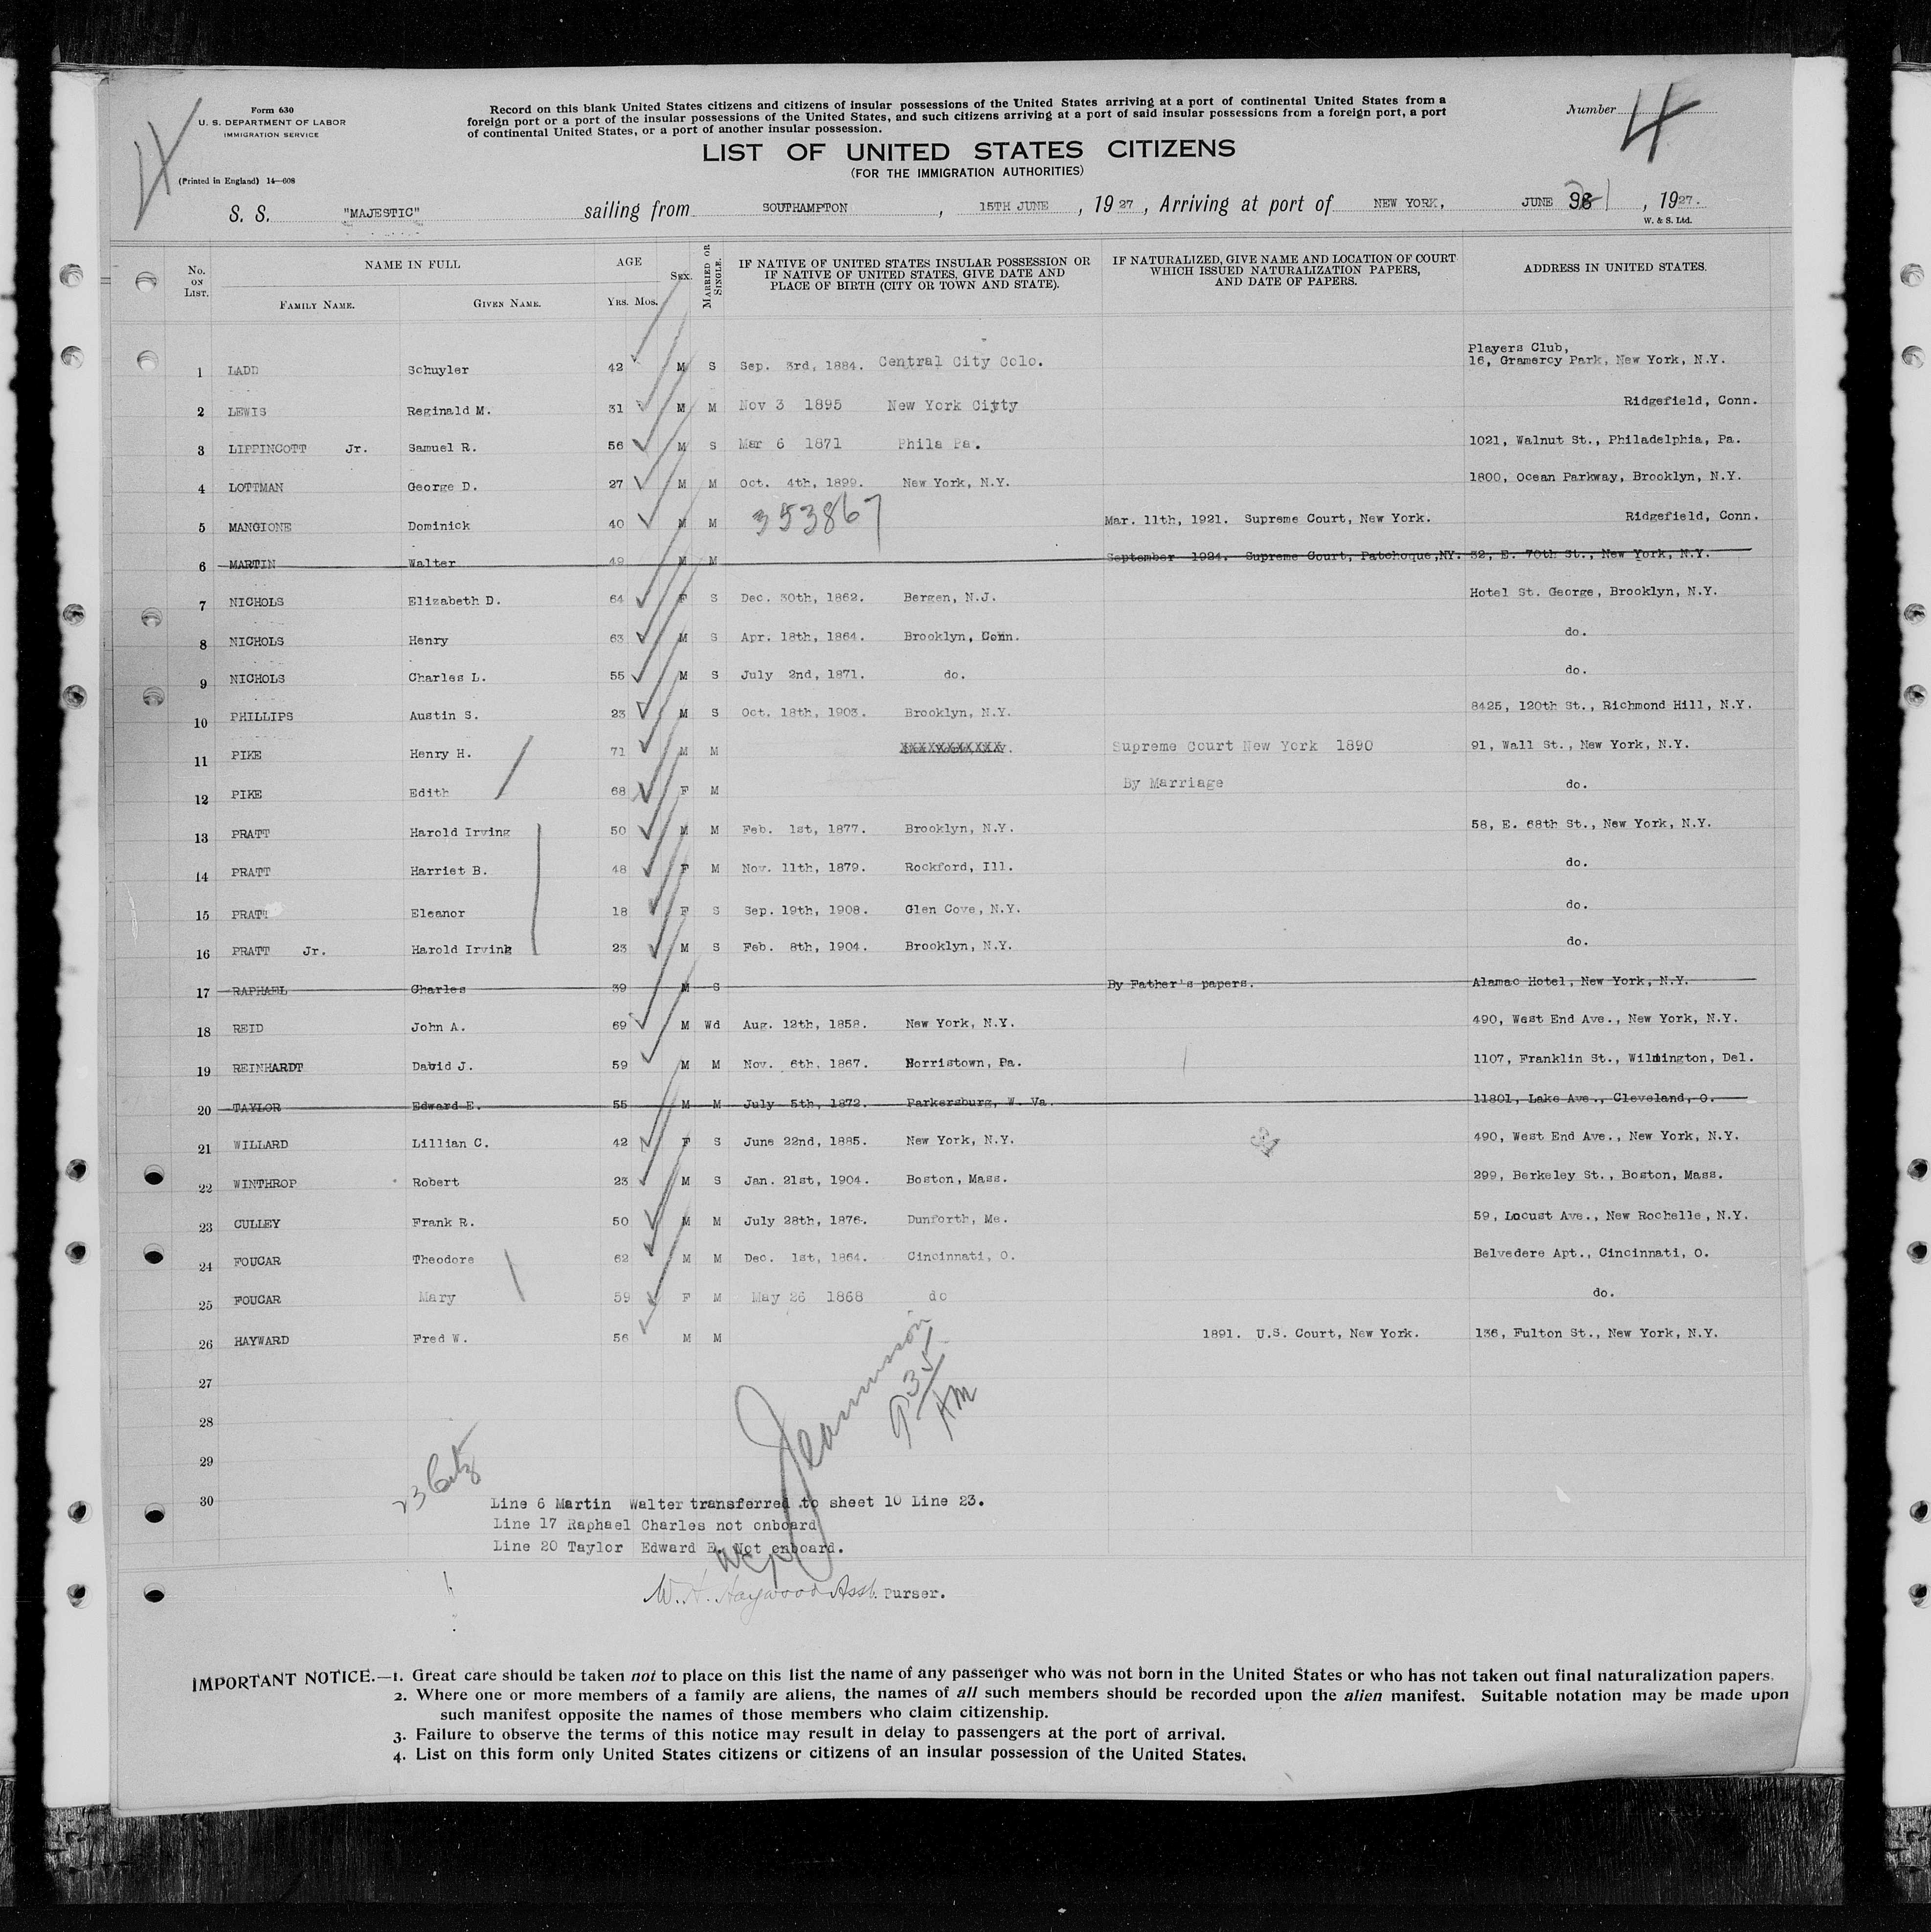 Form 630
U. S. DEPARTMENT OF LABOR
IMMIGRATION SERVICE
(Printed in England) 14—608
Record on this blank United States citizens and citizens of insular possessions of the United States arriving at a port of continental United States from a
foreign port or a port of the insular possessions of the United States, and such citizens arriving at a port of said insular possessions from a foreign port, a port
of continental United States, or a port of another insular possession.
Number 4
LIST OF UNITED STATES CITIZENS
(FOR THE IMMIGRATION AUTHORITIES)
S. S. "MAJESTIC" sailing from SOUTHAMPTON, 15TH JUNE, 1927, Arriving at port of NEW YORK, JUNE 21, 1927.
W. & S. Ltd.
No. ON LIST. NAME IN FULL AGE SEX. MARRIED OR SINGLE. IF NATIVE OF UNITED STATES INSULAR POSSESSION OR IF NATIVE OF UNITED STATES, GIVE DATE AND PLACE OF BIRTH (CITY OR TOWN AND STATE). IF NATURALIZED, GIVE NAME AND LOCATION OF COURT WHICH ISSUED NATURALIZATION PAPERS, AND DATE OF PAPERS. ADDRESS IN UNITED STATES.
FAMILY NAME. GIVEN NAME. YRS. MOS.
Players Club,
1 LADD Schuyler 42 M S Sep. 3rd, 1884. Central City Colo. 16, Gramercy Park, New York, N.Y.
2 LEWIS Reginald M. 31 M M Nov 3 1895 New York City Ridgefield, Conn.
3 LIPPINCOTT Jr. Samuel R. 56 M S Mar 6 1871 Phila Pa. 1021, Walnut St., Philadelphia, Pa.
4 LOTTMAN George D. 27 M M Oct. 4th, 1899. New York, N.Y. 1800, Ocean Parkway, Brooklyn, N.Y.
5 MANGIONE Dominick 40 M M 353867 Mar. 11th, 1921. Supreme Court, New York. Ridgefield, Conn.
6 MARTIN Walter 49 M M September 1924. Supreme Court, Patchoque,NY. 32, E. 70th St., New York, N.Y.
7 NICHOLS Elizabeth D. 64 F S Dec. 30th, 1862. Bergen, N.J. Hotel St. George, Brooklyn, N.Y.
8 NICHOLS Henry 63 M S Apr. 18th, 1864. Brooklyn, Conn. do.
9 NICHOLS Charles L. 55 M S July 2nd, 1871. do. do.
10 PHILLIPS Austin S. 23 M S Oct. 18th, 1903. Brooklyn, N.Y. 8425, 120th St., Richmond Hill, N.Y.
11 PIKE Henry H. 71 M M Supreme Court New York 1890 91, Wall St., New York, N.Y.
12 PIKE Edith 68 F M By Marriage do.
13 PRATT Harold Irving 50 M M Feb. 1st, 1877. Brooklyn, N.Y. 58, E. 68th St., New York, N.Y.
14 PRATT Harriet B. 48 F M Nov. 11th, 1879. Rockford, Ill. do.
15 PRATT Eleanor 18 F S Sep. 19th, 1908. Glen Cove, N.Y. do.
16 PRATT Jr. Harold Irving 23 M S Feb. 8th, 1904. Brooklyn, N.Y. do.
17 RAPHAEL Charles 39 M S By Father's papers. Alamac Hotel, New York, N.Y.
18 REID John A. 69 M Wd Aug. 12th, 1858. New York, N.Y. 490, West End Ave., New York, N.Y.
19 REINHARDT David J. 59 M M Nov. 6th, 1867. Norristown, Pa. 1107, Franklin St., Wilmington, Del.
20 TAYLOR Edward E. 55 M M July 5th, 1872. Parkersburg, W. Va. 11801, Lake Ave., Cleveland, O.
21 WILLARD Lillian C. 42 F S June 22nd, 1885. New York, N.Y. 490, West End Ave., New York, N.Y.
22 WINTHROP Robert 23 M S Jan. 21st, 1904. Boston, Mass. 299, Berkeley St., Boston, Mass.
23 CULLEY Frank R. 50 M M July 28th, 1876. Dunforth, Me. 59, Locust Ave., New Rochelle, N.Y.
24 FOUCAR Theodore 62 M M Dec. 1st, 1864. Cincinnati, O. Belvedere Apt., Cincinnati, O.
25 FOUCAR Mary 59 F M May 26 1868 do do.
26 HAYWARD Fred W. 56 M M 1891. U.S. Court, New York. 136, Fulton St., New York, N.Y.
27
28
29
30
9 35 AM
Line 6 Martin Walter transferred to sheet 10 Line 23.
Line 17 Raphael Charles not onboard
Line 20 Taylor Edward E. Not onboard.
W. H. Haywood Asst. Purser.
IMPORTANT NOTICE.—1. Great care should be taken not to place on this list the name of any passenger who was not born in the United States or who has not taken out final naturalization papers.
2. Where one or more members of a family are aliens, the names of all such members should be recorded upon the alien manifest. Suitable notation may be made upon
such manifest opposite the names of those members who claim citizenship.
3. Failure to observe the terms of this notice may result in delay to passengers at the port of arrival.
4. List on this form only United States citizens or citizens of an insular possession of the United States.